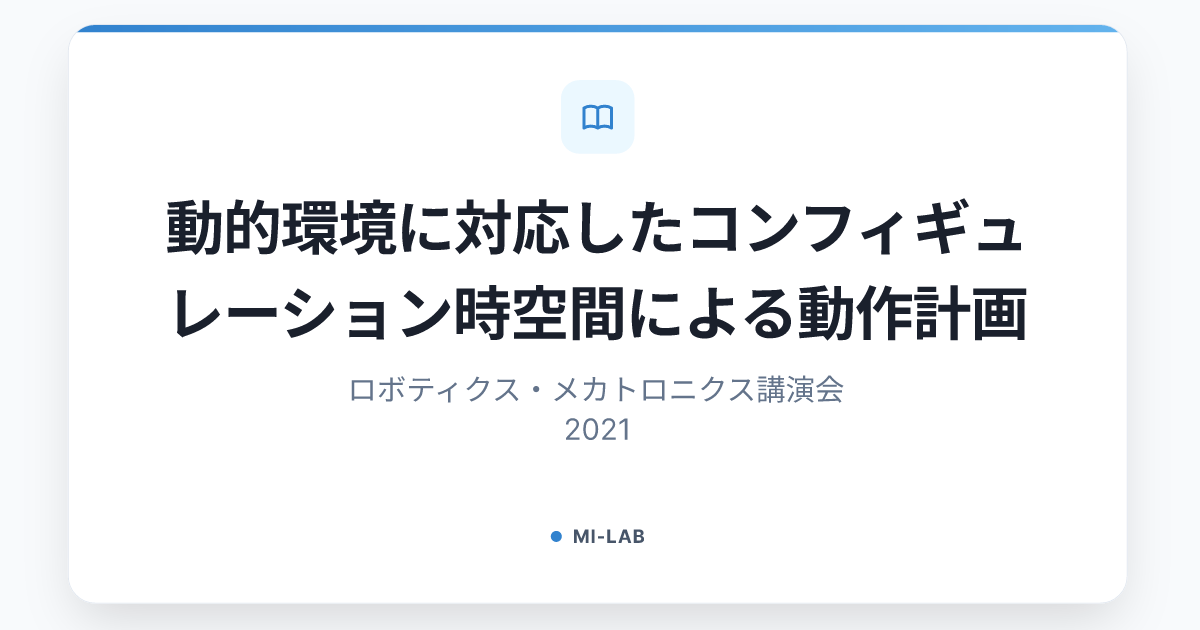 動的環境に対応したコンフィギュ
レーション時空間による動作計画
ロボティクス・メカトロニクス講演会
2021
MI-LAB